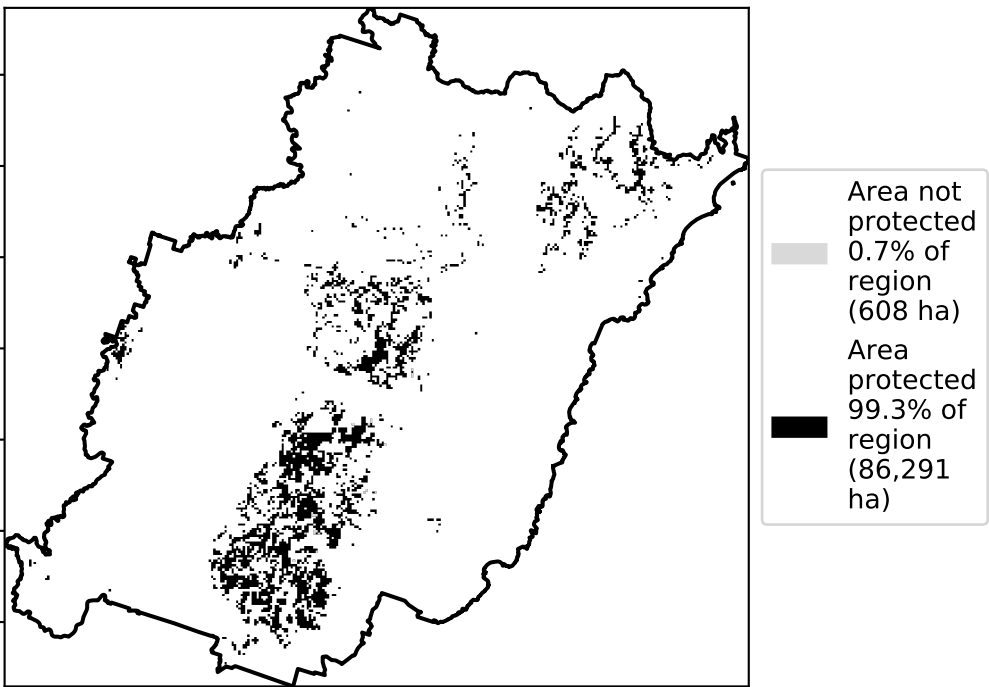 Area not
protected
0.7% of
region
(608 ha)
Area
protected
99.3% of
region
(86,291
ha)